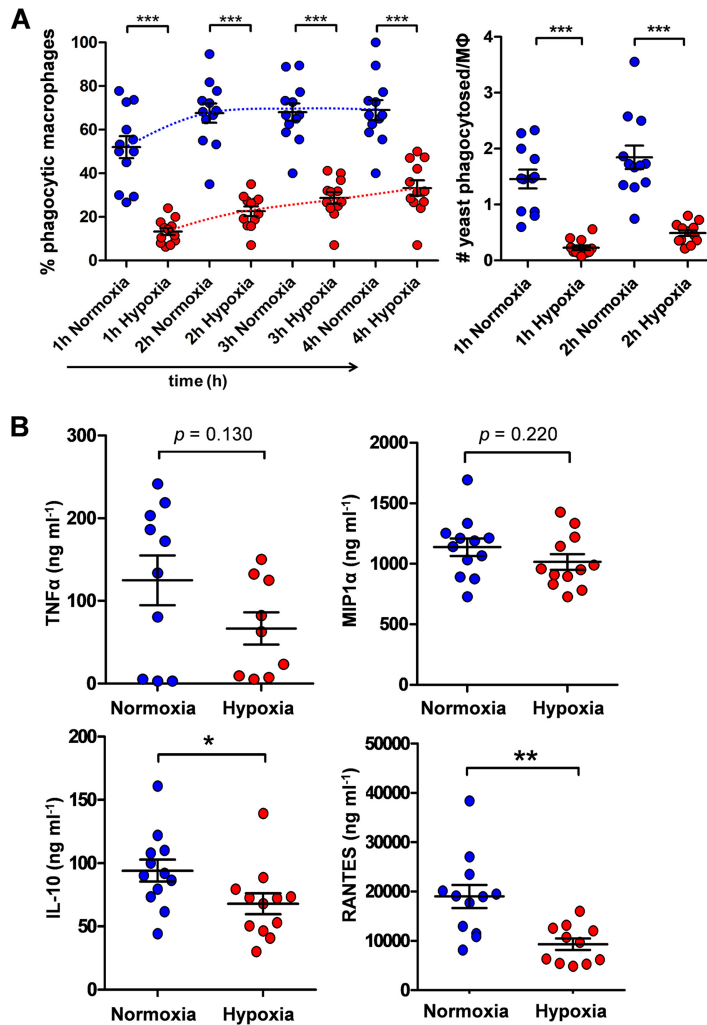 A
*** *** *** ***
% phagocytic macrophages
100
80
60
40
20
0
1h Normoxia
1h Hypoxia
2h Normoxia
2h Hypoxia
3h Normoxia
3h Hypoxia
4h Normoxia
4h Hypoxia
time (h)
*** ***
# yeast phagocytosed/MΦ
4
3
2
1
0
1h Normoxia
1h Hypoxia
2h Normoxia
2h Hypoxia
B
p = 0.130
TNFα (ng ml-1)
300
200
100
0
Normoxia Hypoxia
p = 0.220
MIP1α (ng ml-1)
2000
1500
1000
500
0
Normoxia Hypoxia
*
IL-10 (ng ml-1)
200
150
100
50
0
Normoxia Hypoxia
**
RANTES (ng ml-1)
50000
40000
30000
20000
10000
0
Normoxia Hypoxia